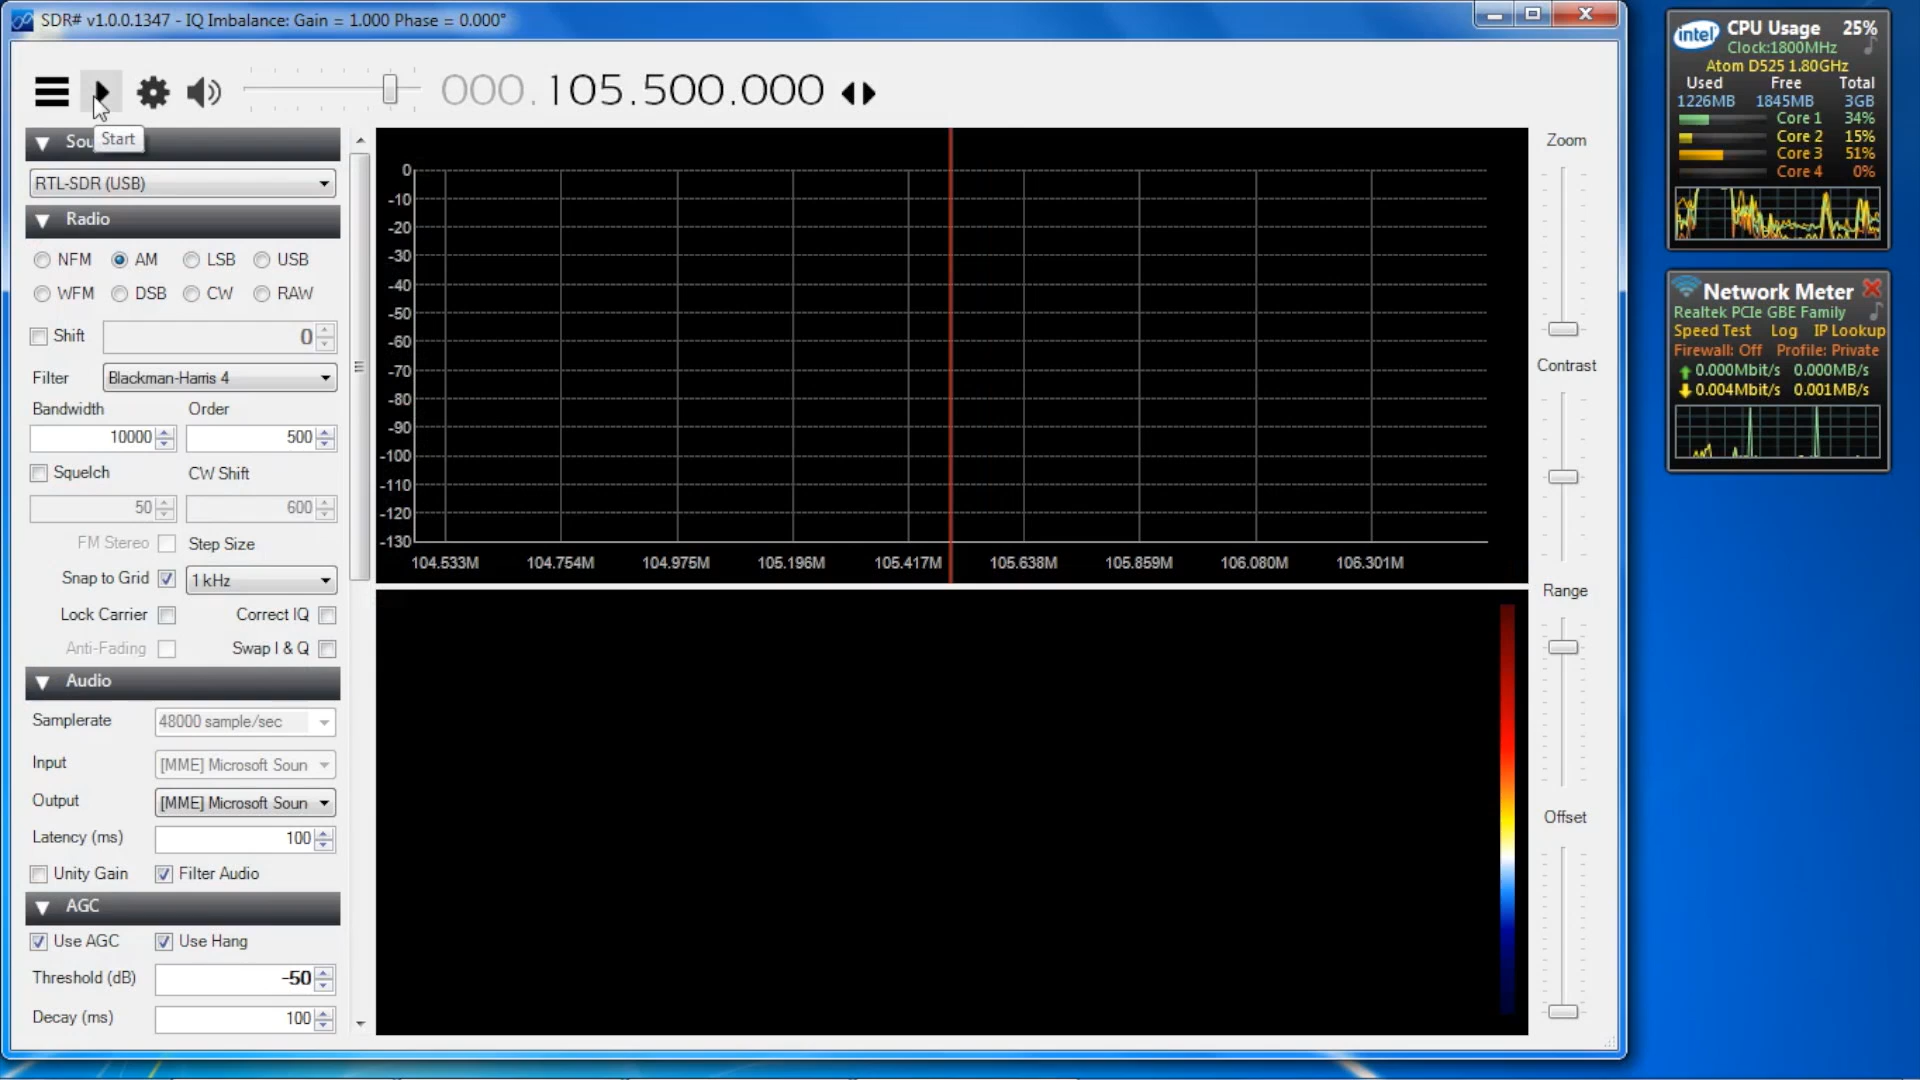 SDR# v1.0.0.1347 - IQ Imbalance: Gain = 1.000 Phase = 0.000°
000.105.500.000
Start
Sou
RTL-SDR (USB)
Radio
NFM AM LSB USB
WFM DSB CW RAW
Shift 0
Filter Blackman-Harris 4
Bandwidth Order
10000 500
Squelch CW Shift
50 600
FM Stereo Step Size
Snap to Grid 1 kHz
Lock Carrier Correct IQ
Anti-Fading Swap I & Q
Audio
Samplerate 48000 sample/sec
Input [MME] Microsoft Soun
Output [MME] Microsoft Soun
Latency (ms) 100
Unity Gain Filter Audio
AGC
Use AGC Use Hang
Threshold (dB) -50
Decay (ms) 100
0
-10
-20
-30
-40
-50
-60
-70
-80
-90
-100
-110
-120
-130
104.533M 104.754M 104.975M 105.196M 105.417M 105.638M 105.859M 106.080M 106.301M
Zoom
Contrast
Range
Offset
intel CPU Usage 25%
Clock:1800MHz
Atom D525 1.80GHz
Used Free Total
1226MB 1845MB 3GB
Core 1 34%
Core 2 15%
Core 3 51%
Core 4 0%
Network Meter
Realtek PCIe GBE Family
Speed Test Log IP Lookup
Firewall: Off Profile: Private
0.000Mbit/s 0.000MB/s
0.004Mbit/s 0.001MB/s